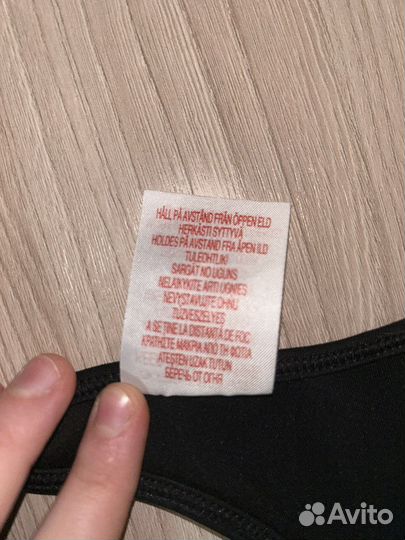 HÅLL PÅ AVSTÅND FRÅN ÖPPEN ELD
HERKÄSTI SYTTYVÄ
HOLDES PÅ AVSTAND FRA ÅPEN ILD
TULEOHTLIK!
SARGĀT NO UGUNS
NELAIKYKITE ARTI UGNIES
NEVYSTAVUJTE OHNU
TŰZVESZÉLYES
A SE ȚINE LA DISTANȚĂ DE FOC
ΚΡΑΤΗΣΤΕ ΜΑΚΡΙΑ ΑΠΟ ΤΗ ΦΩΤΙΑ
ATEŞTEN UZAK TUTUN
БЕРЕЧЬ ОТ ОГНЯ
Avito